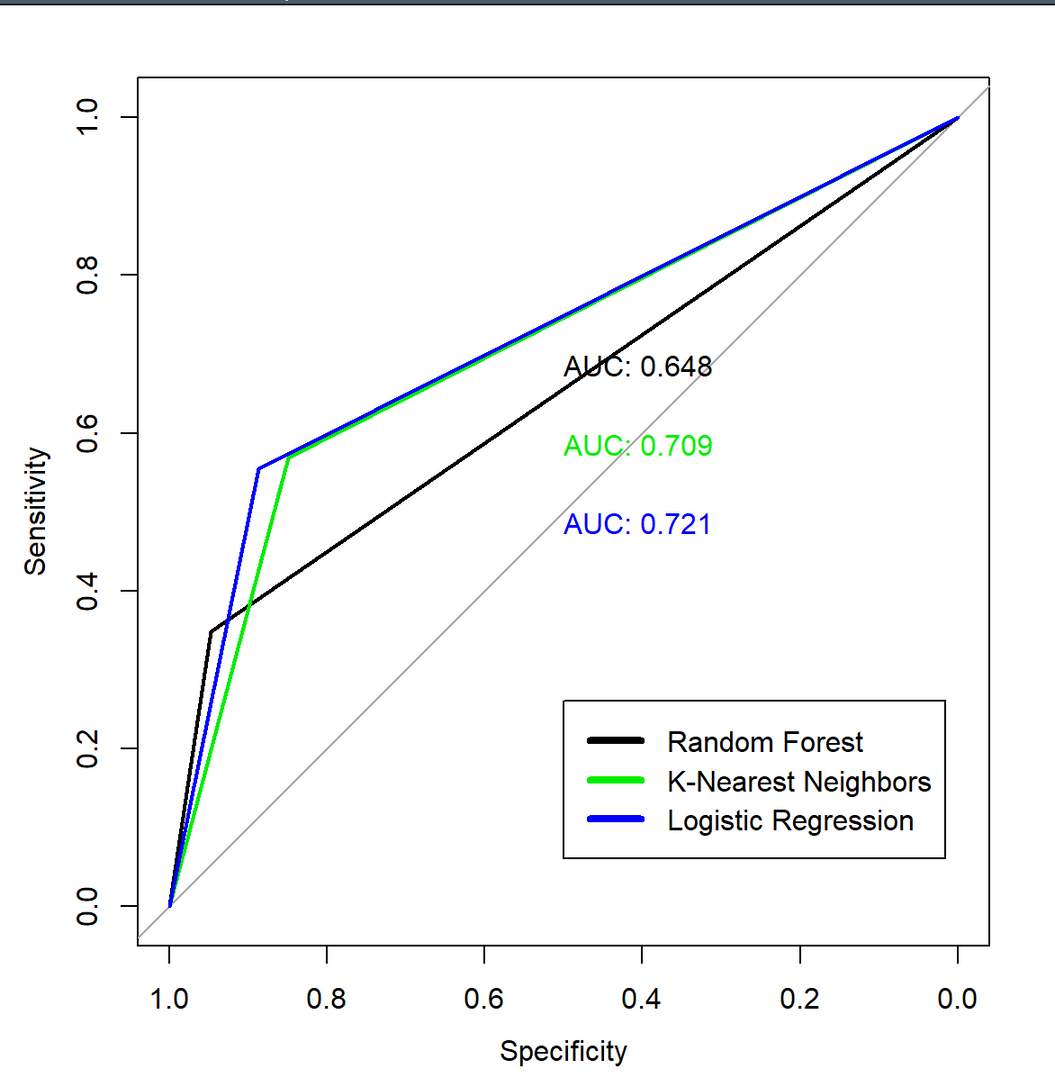 1.0
0.8
0.6
0.4
0.2
0.0
Sensitivity
AUC: 0.648
AUC: 0.709
AUC: 0.721
Random Forest
K-Nearest Neighbors
Logistic Regression
1.0 0.8 0.6 0.4 0.2 0.0
Specificity